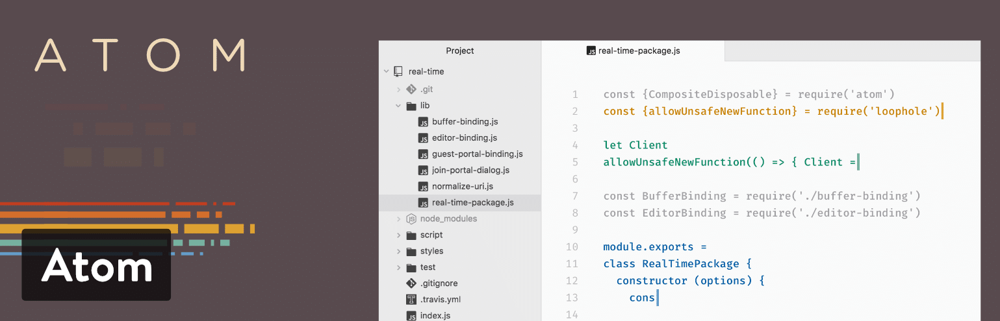 ATOM
Atom
Project
real-time
.git
lib
buffer-binding.js
editor-binding.js
guest-portal-binding.js
join-portal-dialog.js
normalize-uri.js
real-time-package.js
node_modules
script
styles
test
.gitignore
.travis.yml
index.js
real-time-package.js
1 const {CompositeDisposable} = require('atom')
2 const {allowUnsafeNewFunction} = require('loophole')
3
4 let Client
5 allowUnsafeNewFunction(() => { Client =
6
7 const BufferBinding = require('./buffer-binding')
8 const EditorBinding = require('./editor-binding')
9
10 module.exports =
11 class RealTimePackage {
12 constructor (options) {
13 cons
14